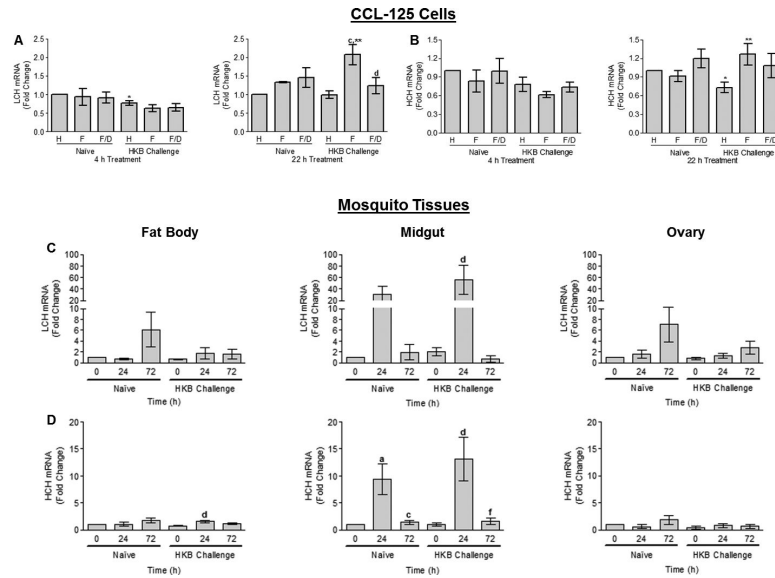 CCL-125 Cells
A
LCH mRNA
(Fold Change)
2.5
2.0
1.5
1.0
0.5
0.0
*
H F F/D H F F/D
Naïve HKB Challenge
4 h Treatment
LCH mRNA
(Fold Change)
2.5
2.0
1.5
1.0
0.5
0.0
c,**
d
H F F/D H F F/D
Naïve HKB Challenge
22 h Treatment
B
HCH mRNA
(Fold Change)
1.5
1.2
0.9
0.6
0.3
0.0
H F F/D H F F/D
Naïve HKB Challenge
4 h Treatment
HCH mRNA
(Fold Change)
1.5
1.2
0.9
0.6
0.3
0.0
*
**
H F F/D H F F/D
Naïve HKB Challenge
22 h Treatment
Mosquito Tissues
Fat Body Midgut Ovary
C
LCH mRNA
(Fold Change)
100
80
60
40
20
10
8
6
4
2
0
0 24 72 0 24 72
Naïve HKB Challenge
Time (h)
LCH mRNA
(Fold Change)
100
80
60
40
20
10
8
6
4
2
0
d
0 24 72 0 24 72
Naïve HKB Challenge
Time (h)
LCH mRNA
(Fold Change)
100
80
60
40
20
10
8
6
4
2
0
0 24 72 0 24 72
Naïve HKB Challenge
Time (h)
D
HCH mRNA
(Fold Change)
20
15
10
5
0
d
0 24 72 0 24 72
Naïve HKB Challenge
Time (h)
HCH mRNA
(Fold Change)
20
15
10
5
0
a
c
d
f
0 24 72 0 24 72
Naïve HKB Challenge
Time (h)
HCH mRNA
(Fold Change)
20
15
10
5
0
0 24 72 0 24 72
Naïve HKB Challenge
Time (h)